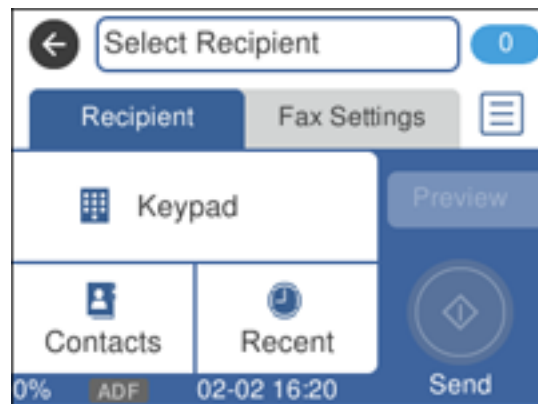 Select Recipient
0
Recipient
Fax Settings
Keypad
Preview
Contacts
Recent
0%
ADF
02-02 16:20
Send